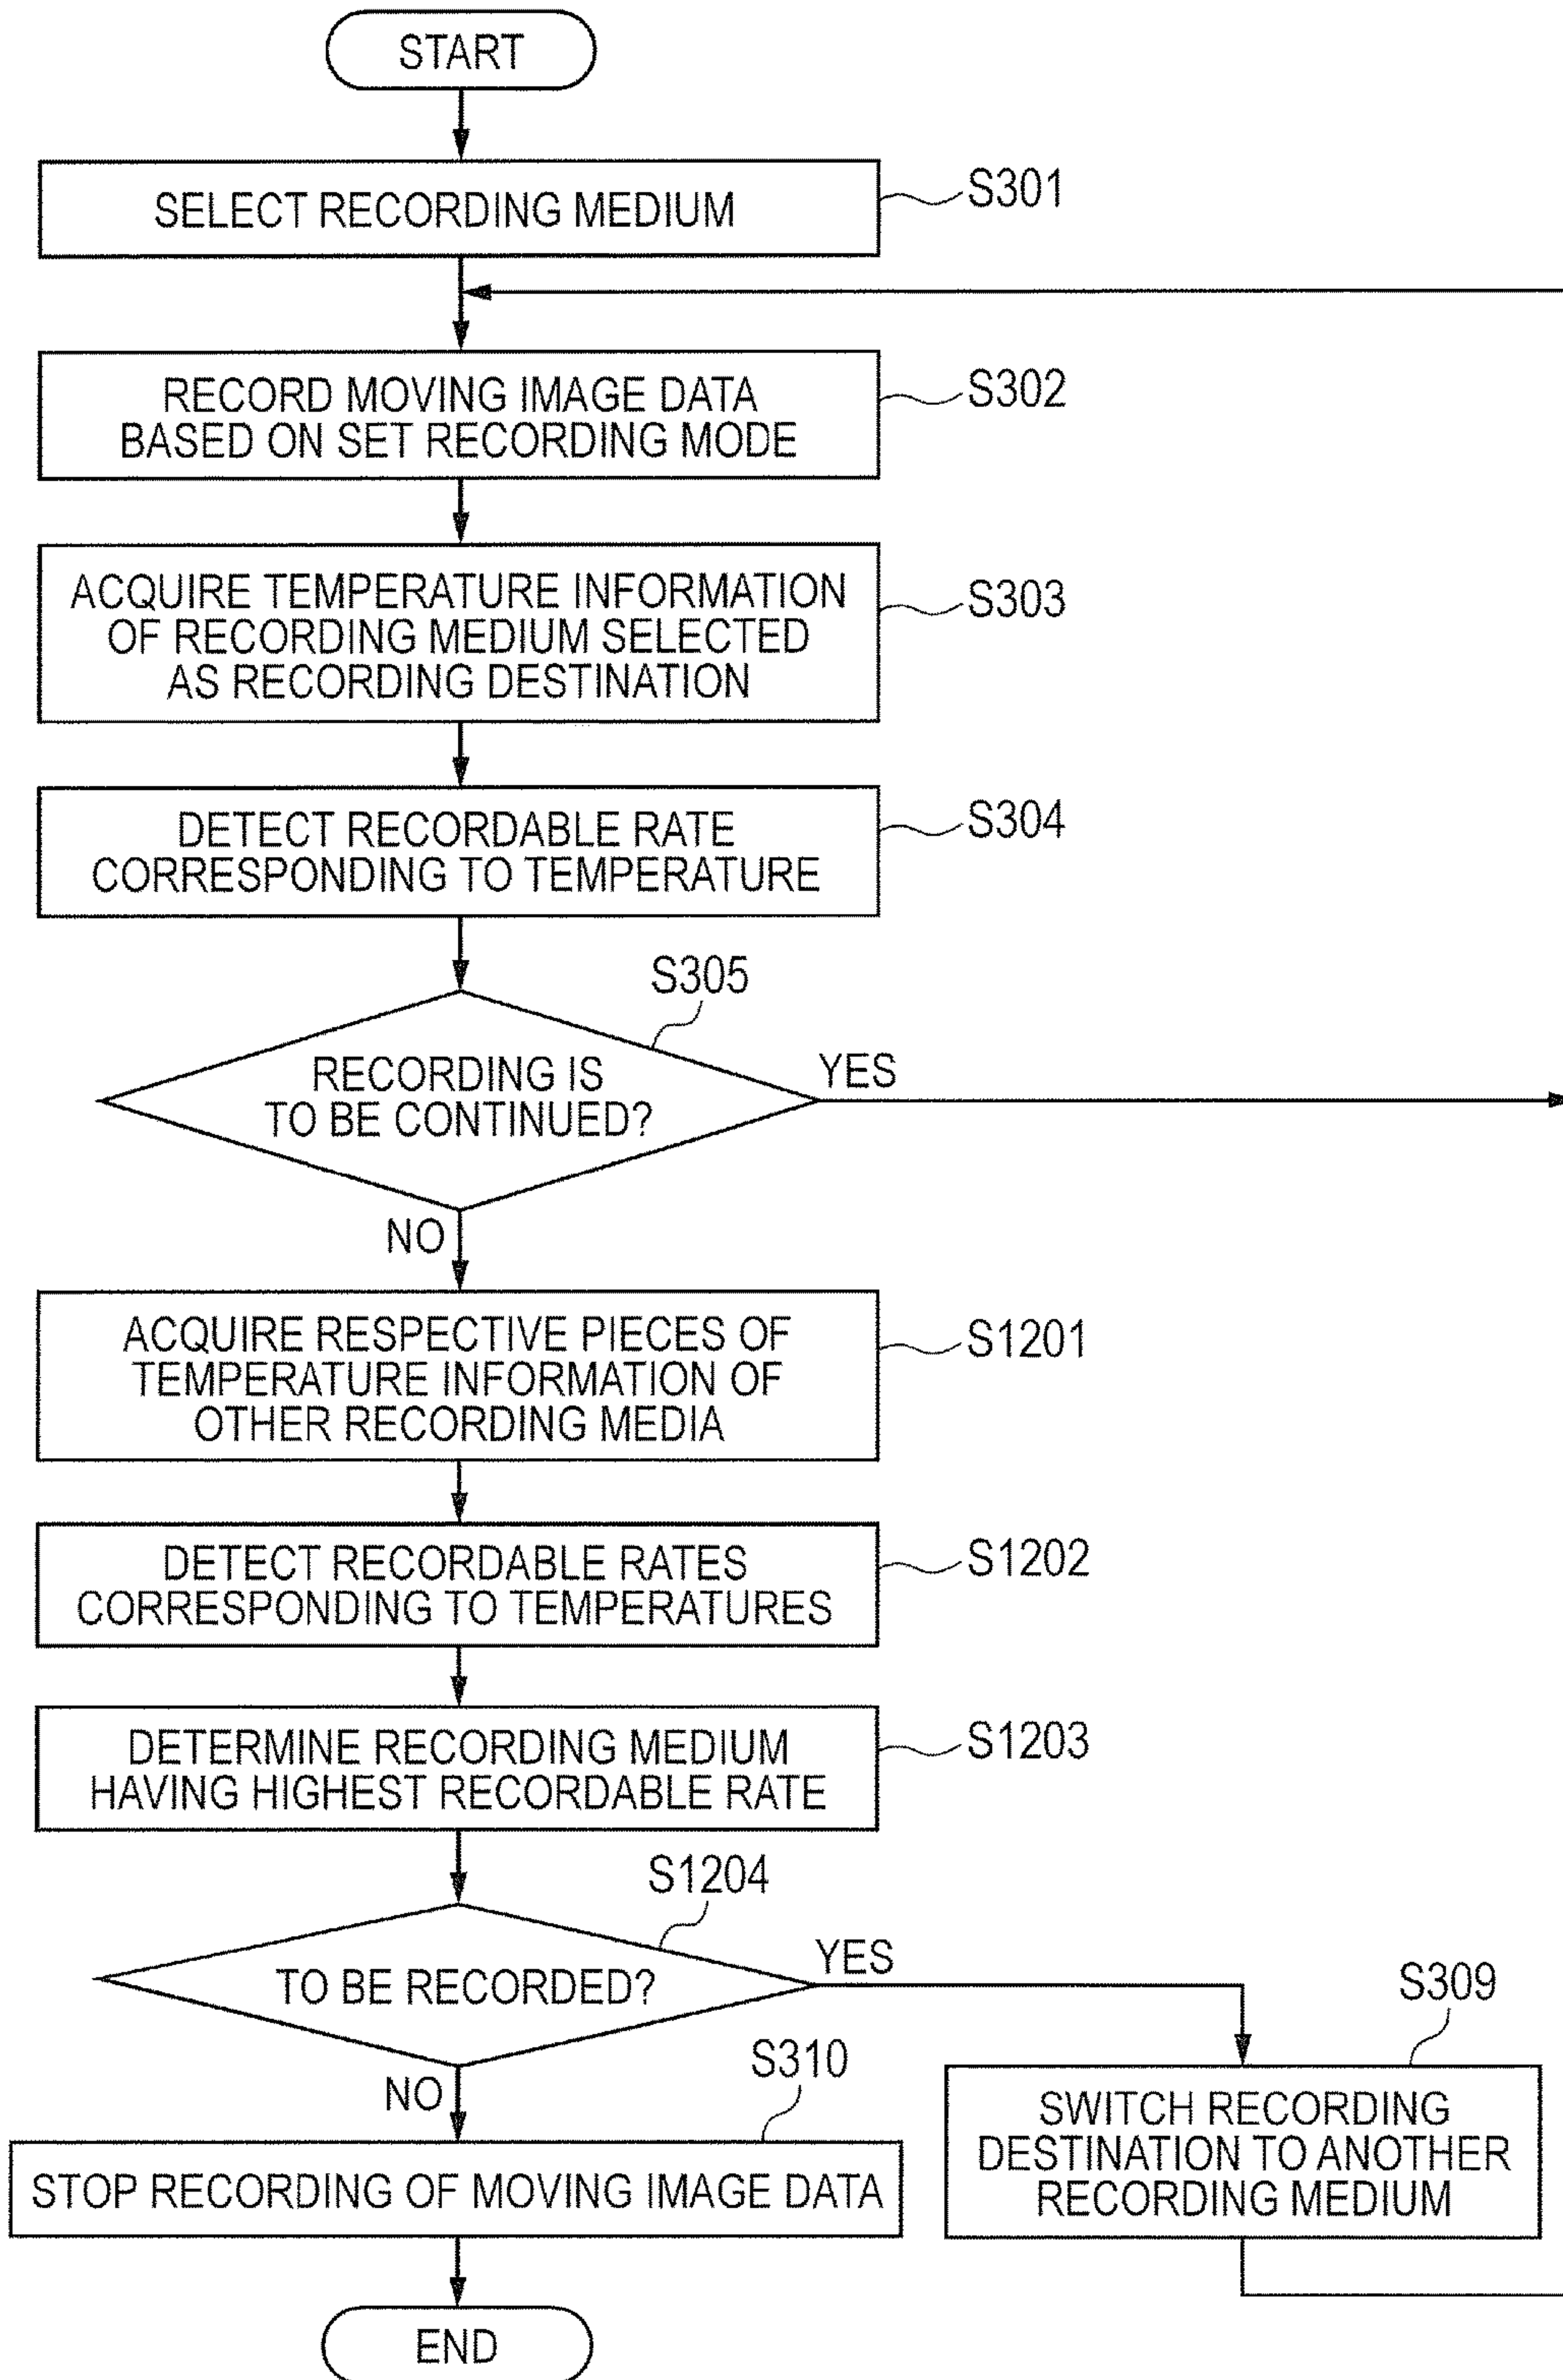 START
SELECT RECORDING MEDIUM
S301
RECORD MOVING IMAGE DATA
BASED ON SET RECORDING MODE
S302
ACQUIRE TEMPERATURE INFORMATION
OF RECORDING MEDIUM SELECTED
AS RECORDING DESTINATION
S303
DETECT RECORDABLE RATE
CORRESPONDING TO TEMPERATURE
S304
S305
RECORDING IS
TO BE CONTINUED?
YES
NO
ACQUIRE RESPECTIVE PIECES OF
TEMPERATURE INFORMATION OF
OTHER RECORDING MEDIA
S1201
DETECT RECORDABLE RATES
CORRESPONDING TO TEMPERATURES
S1202
DETERMINE RECORDING MEDIUM
HAVING HIGHEST RECORDABLE RATE
S1203
S1204
TO BE RECORDED?
YES
NO
S309
SWITCH RECORDING
DESTINATION TO ANOTHER
RECORDING MEDIUM
S310
STOP RECORDING OF MOVING IMAGE DATA
END